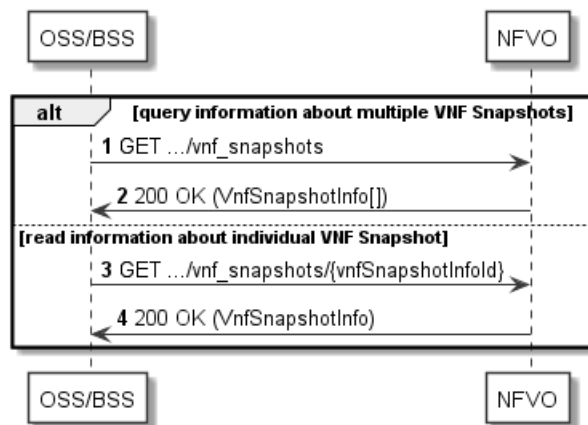 OSS/BSS NFVO
alt [query information about multiple VNF Snapshots]
1 GET .../vnf_snapshots
2 200 OK (VnfSnapshotInfo[])
[read information about individual VNF Snapshot]
3 GET .../vnf_snapshots/{vnfSnapshotInfoId}
4 200 OK (VnfSnapshotInfo)
OSS/BSS NFVO